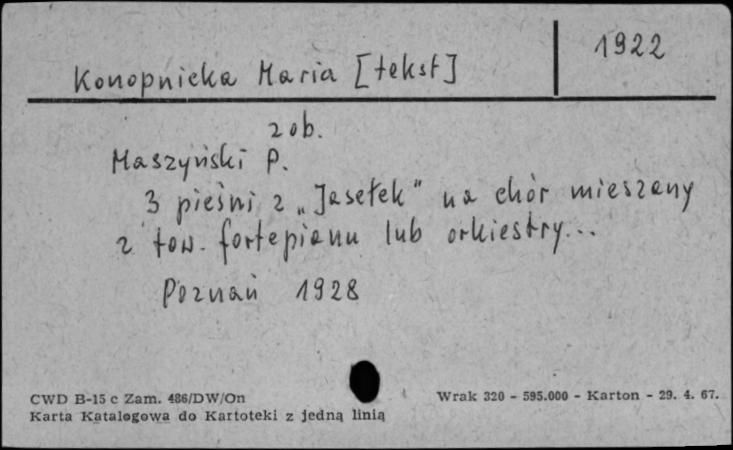 Konopnicka Maria [tekst]
1922
zob.
Maszyński P.
3 pieśni z „Jasełek" na chór mieszany
z tow. fortepianu lub orkiestry...
Poznań 1928
CWD B-15 c Zam. 486/DW/On
Karta Katalogowa do Kartoteki z jedną linią
Wrak 320 - 595.000 - Karton - 29. 4. 67.